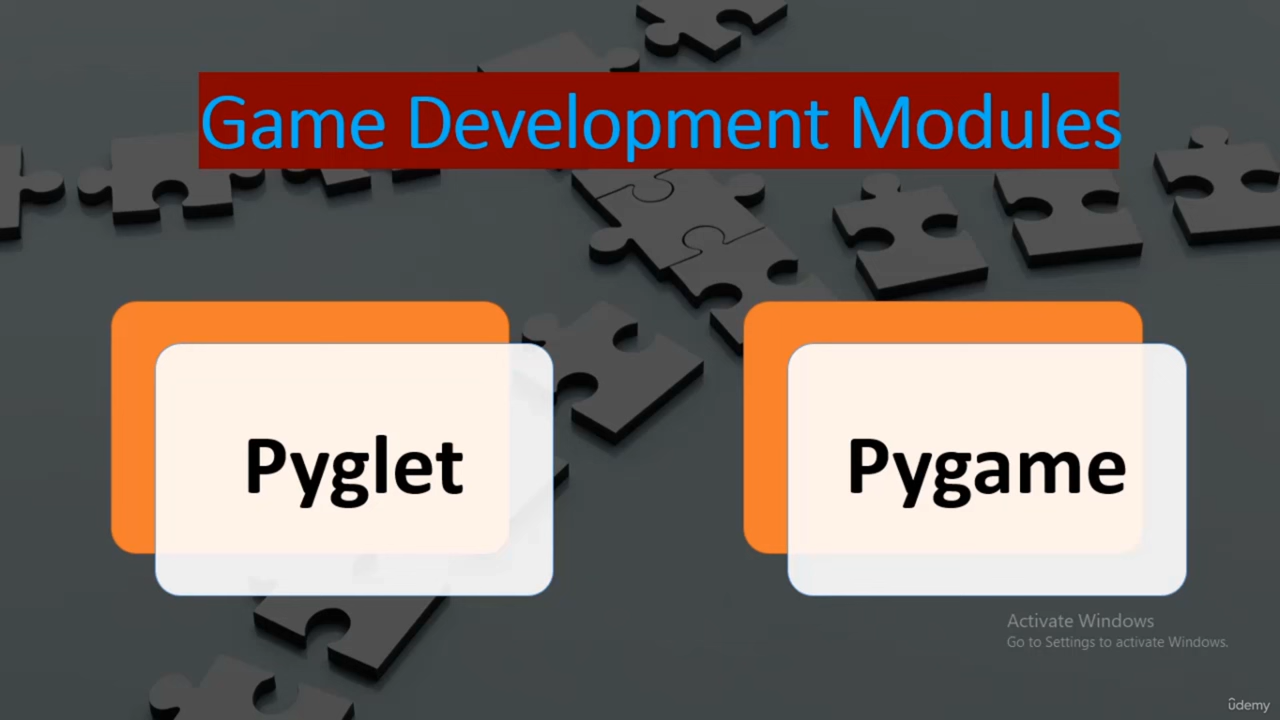 Game Development Modules
Pyglet
Pygame
Activate Windows
Go to Settings to activate Windows.
ûdemy